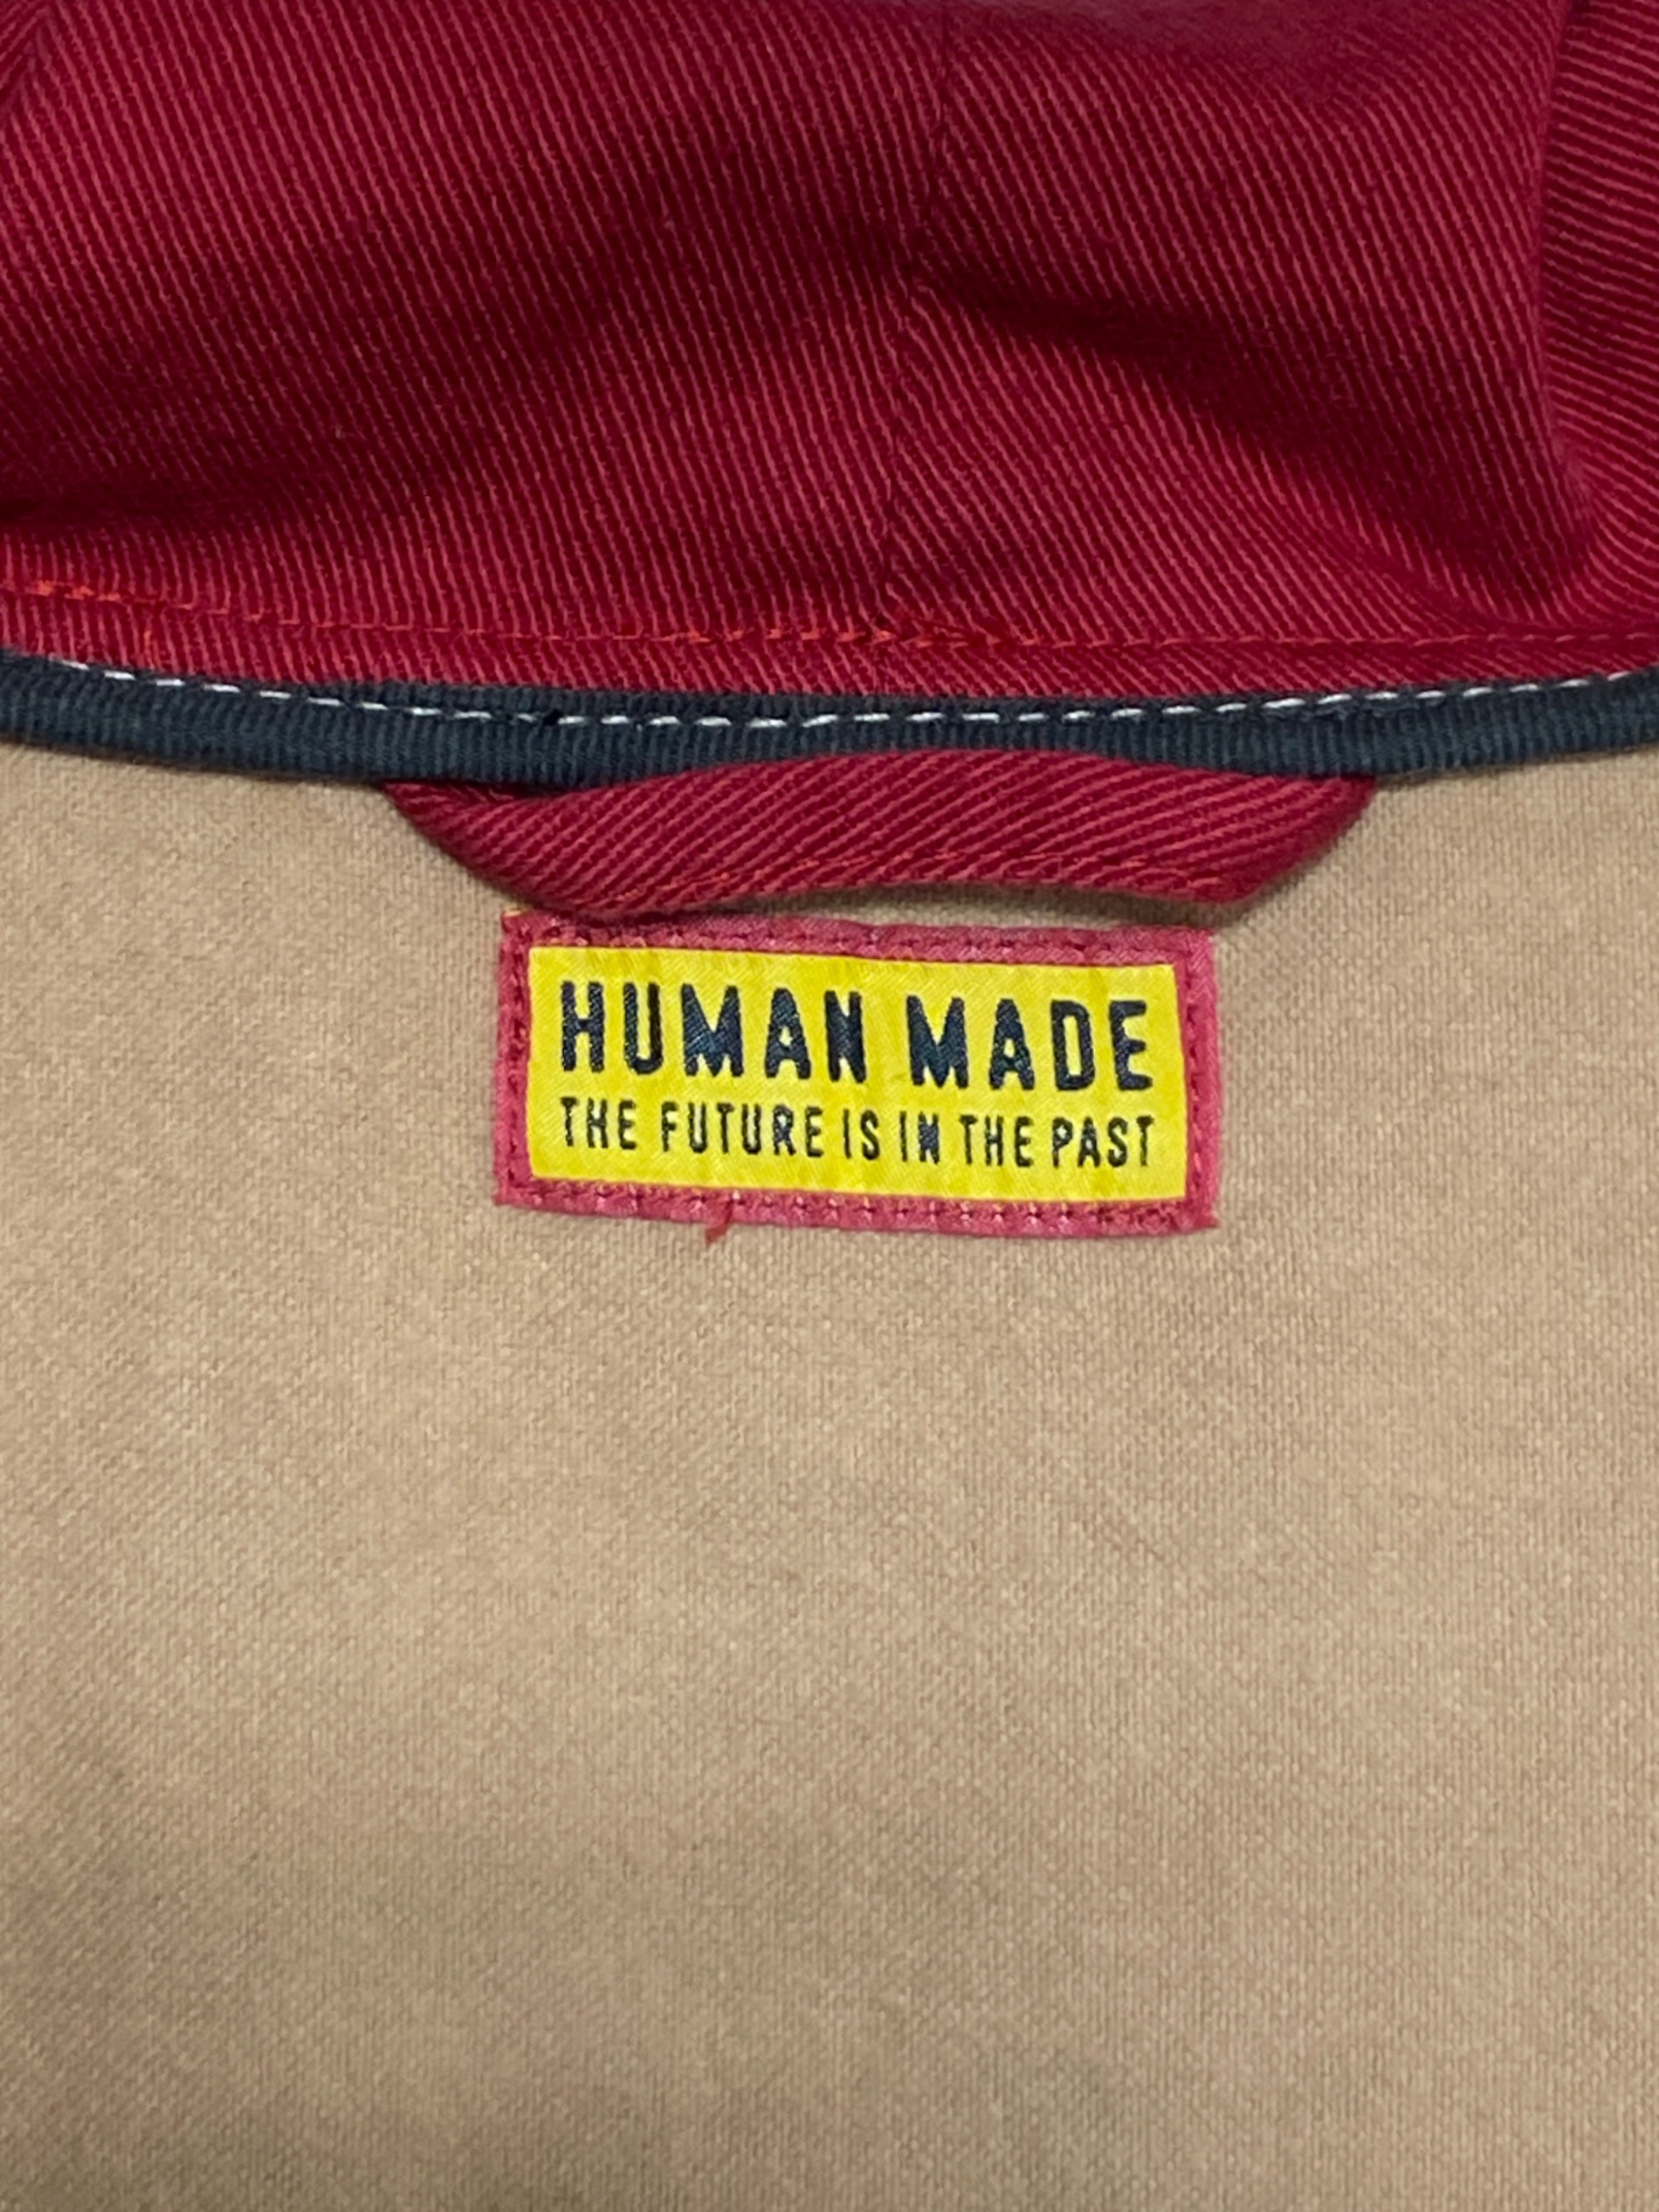 HUMAN MADE
THE FUTURE IS IN THE PAST